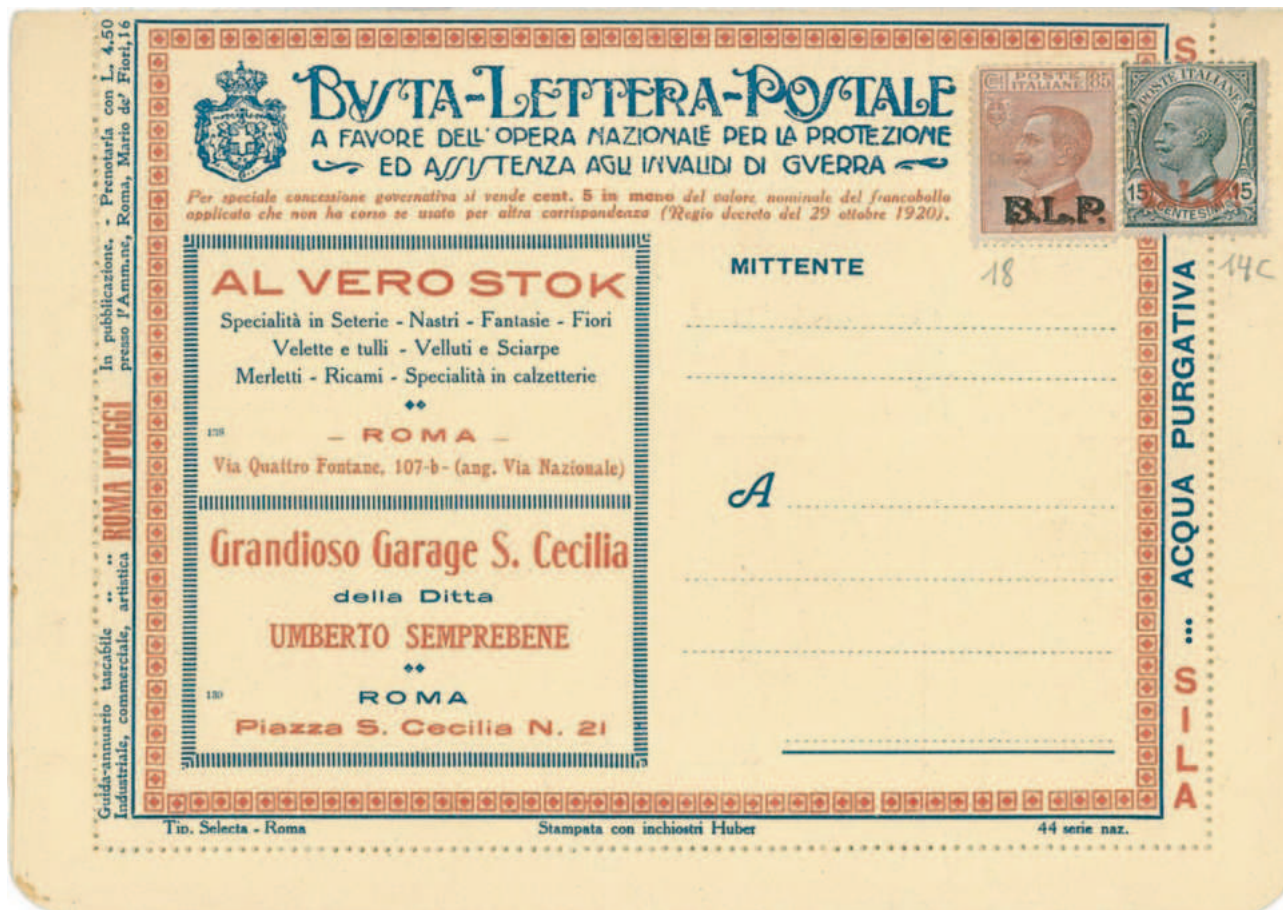 BUSTA-LETTERA-POSTALE
A FAVORE DELL'OPERA NAZIONALE PER LA PROTEZIONE
ED ASSISTENZA AGLI INVALIDI DI GVERRA
Per speciale concessione governativa si vende cent. 5 in meno del valore nominale del francobollo
applicato che non ha corso se usato per altra corrispondenza (Regio decreto del 29 ottobre 1920).
POSTE ITALIANE 85
B.L.P.
18
POSTE ITALIANE
15 CENTESIMI 15
B.L.P.
14C
AL VERO STOK
Specialità in Seterie - Nastri - Fantasie - Fiori
Velette e tulli - Velluti e Sciarpe
Merletti - Ricami - Specialità in calzetterie
138
- ROMA -
Via Quattro Fontane, 107-b - (ang. Via Nazionale)
Grandioso Garage S. Cecilia
della Ditta
UMBERTO SEMPREBENE
139
ROMA
Piazza S. Cecilia N. 21
MITTENTE
A
Guida-annuario tascabile .. .. ROMA D'OGGI In pubblicazione. - Prenotarla con L. 4.50
Industriale, commerciale, artistica presso l'Amm.ne, Roma, Mario de' Fiori, 16
SILA ... ACQUA PURGATIVA S
Tip. Selecta - Roma
Stampata con inchiostri Huber
44 serie naz.